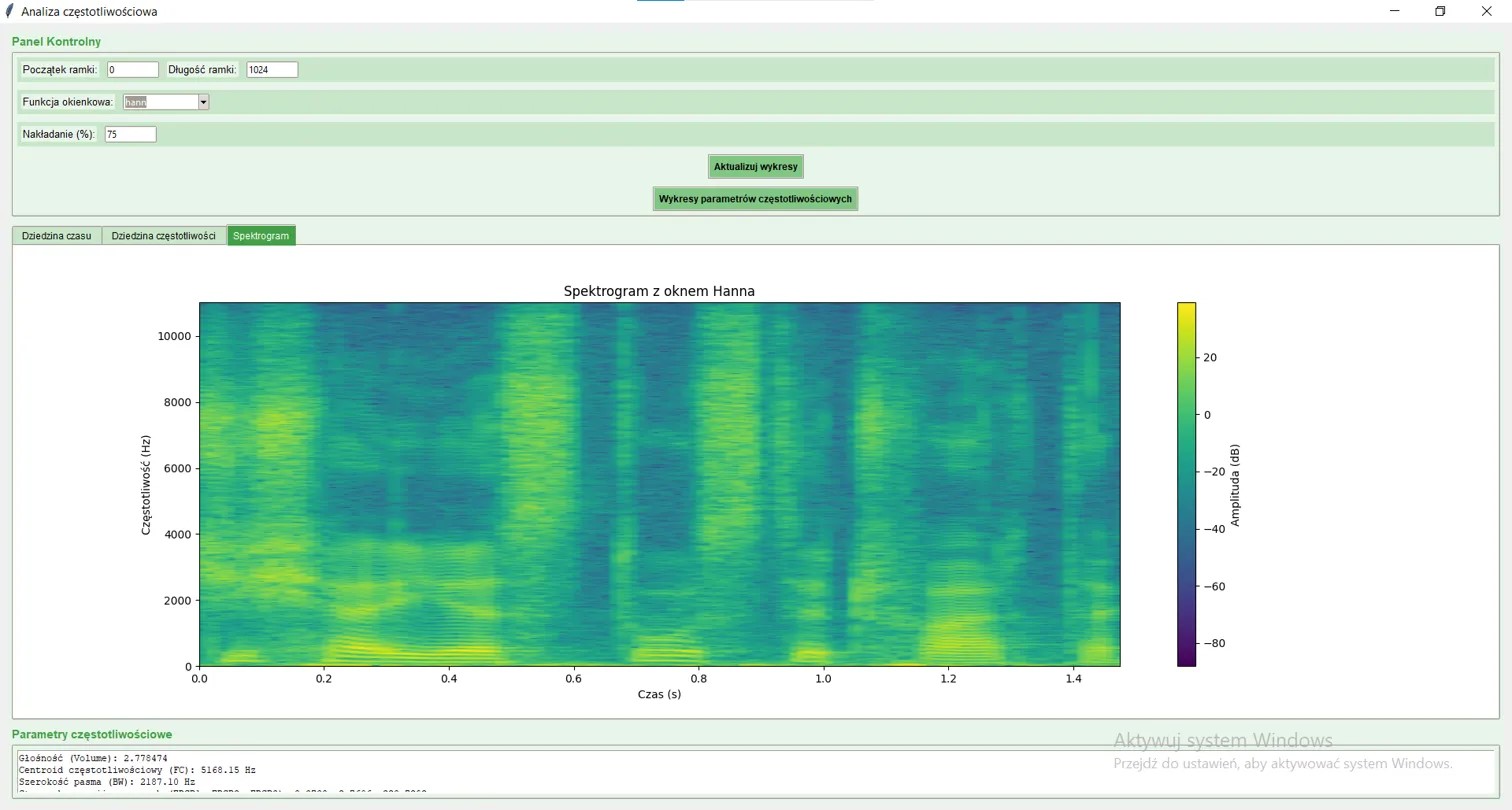 Analiza częstotliwościowa
Panel Kontrolny
Początek ramki: 0 Długość ramki: 1024
Funkcja okienkowa: hann
Nakładanie (%): 75
Aktualizuj wykresy
Wykresy parametrów częstotliwościowych
Dziedzina czasu Dziedzina częstotliwości Spektrogram
Spektrogram z oknem Hanna
10000
8000
6000
4000
2000
0
Częstotliwość (Hz)
0.0 0.2 0.4 0.6 0.8 1.0 1.2 1.4
Czas (s)
20
0
−20
−40
−60
−80
Amplituda (dB)
Parametry częstotliwościowe
Głośność (Volume): 2.778474
Centroid częstotliwościowy (FC): 5168.15 Hz
Szerokość pasma (BW): 2187.10 Hz
Aktywuj system Windows
Przejdź do ustawień, aby aktywować system Windows.